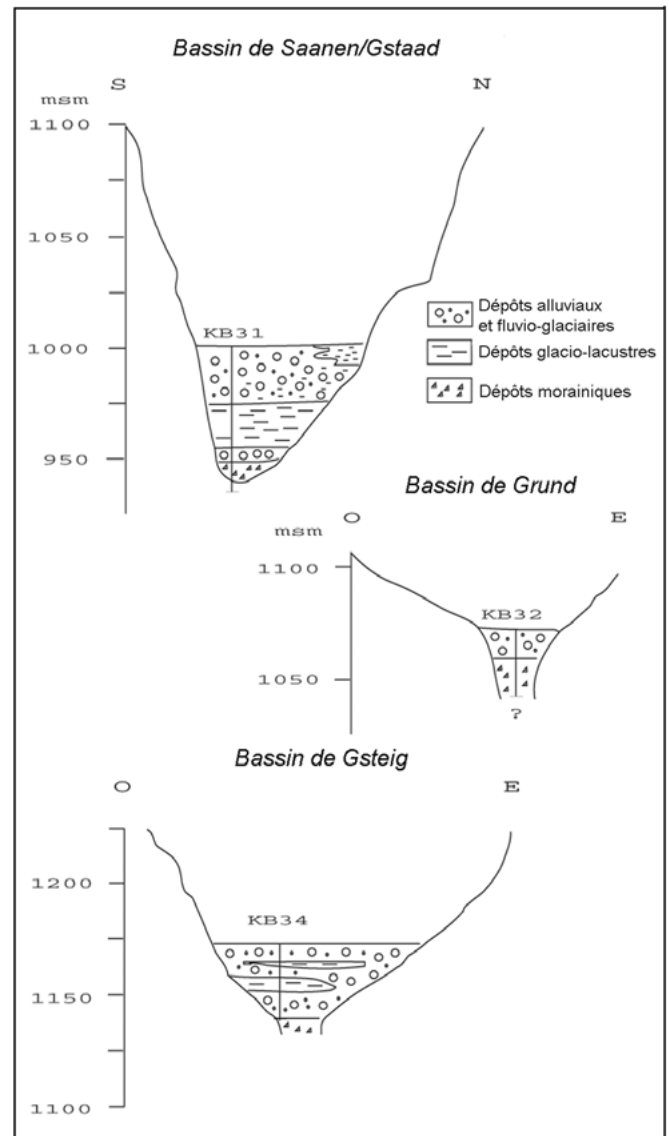 Bassin de Saanen/Gstaad
S N
msm
1100
1050
KB31
1000
950
Dépôts alluviaux
et fluvio-glaciaires
Dépôts glacio-lacustres
Dépôts morainiques
Bassin de Grund
O E
msm
1100
KB32
1050
?
Bassin de Gsteig
O E
1200
KB34
1150
1100